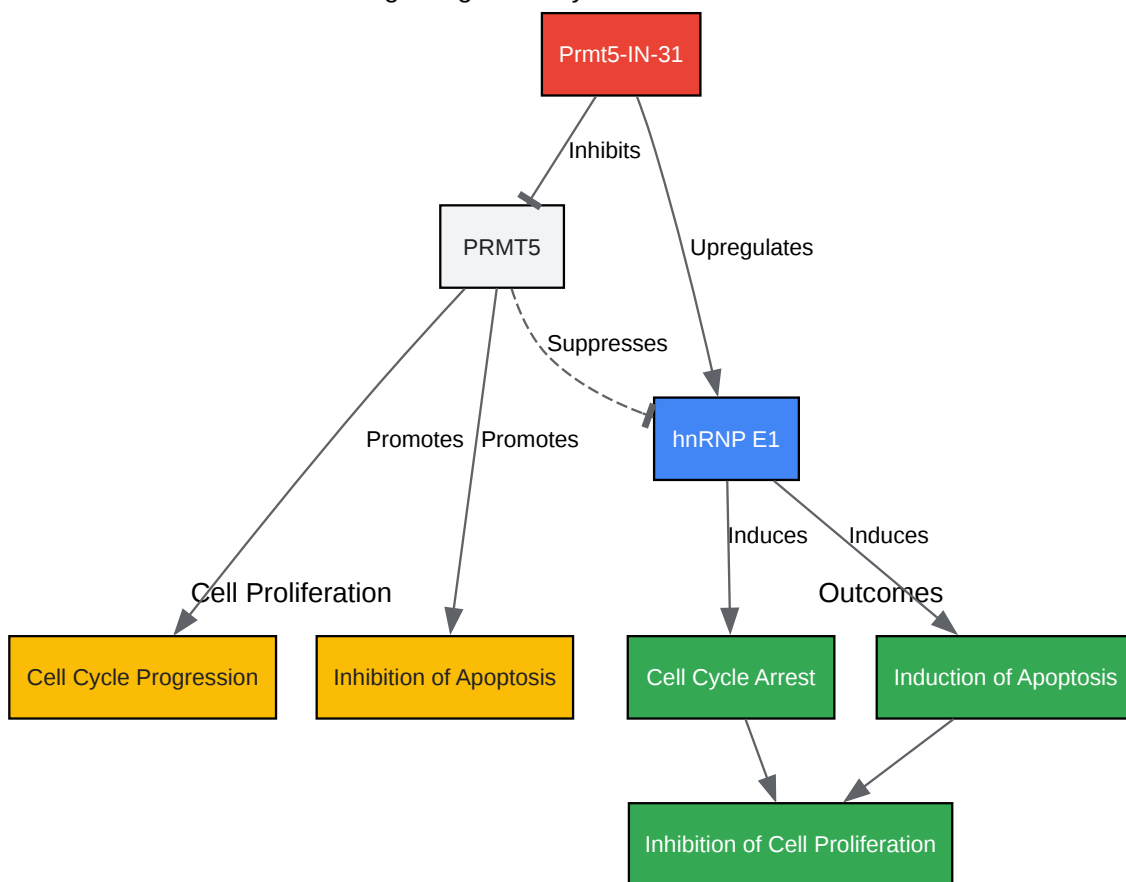 Prmt5-IN-31
Inhibits
PRMT5
Upregulates
Suppresses
hnRNP E1
Promotes
Promotes
Induces
Induces
Cell Proliferation
Outcomes
Cell Cycle Progression
Inhibition of Apoptosis
Cell Cycle Arrest
Induction of Apoptosis
Inhibition of Cell Proliferation